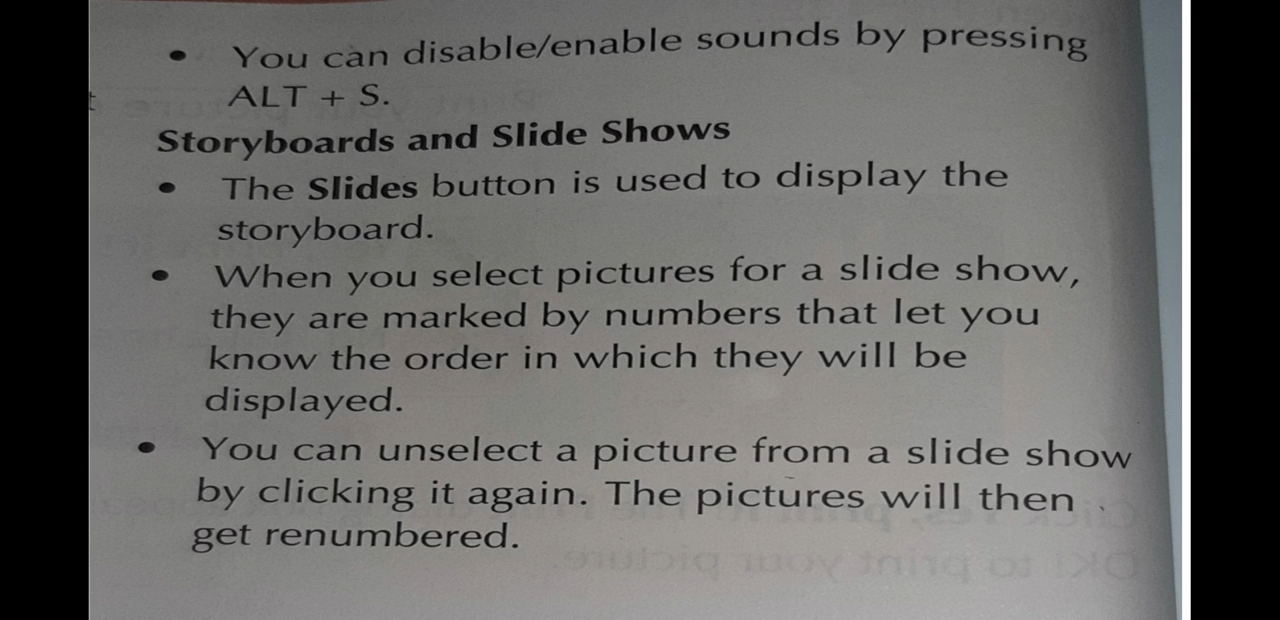 • You can disable/enable sounds by pressing
ALT + S.
Storyboards and Slide Shows
• The Slides button is used to display the
storyboard.
• When you select pictures for a slide show,
they are marked by numbers that let you
know the order in which they will be
displayed.
• You can unselect a picture from a slide show
by clicking it again. The pictures will then
get renumbered.